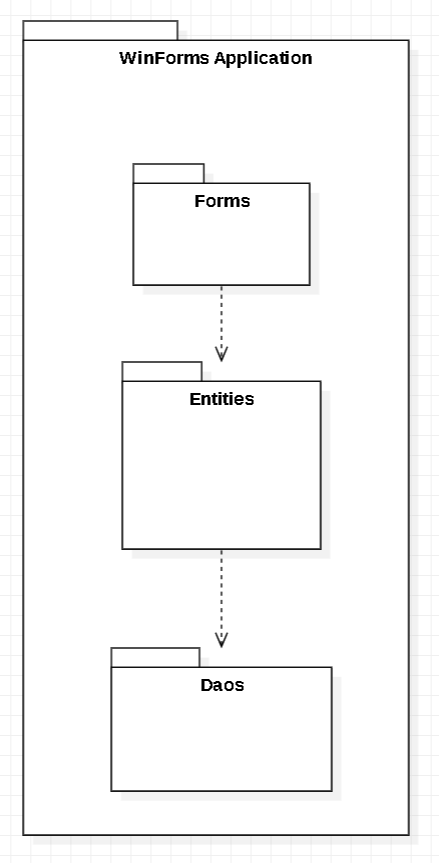 WinForms Application
Forms
Entities
Daos